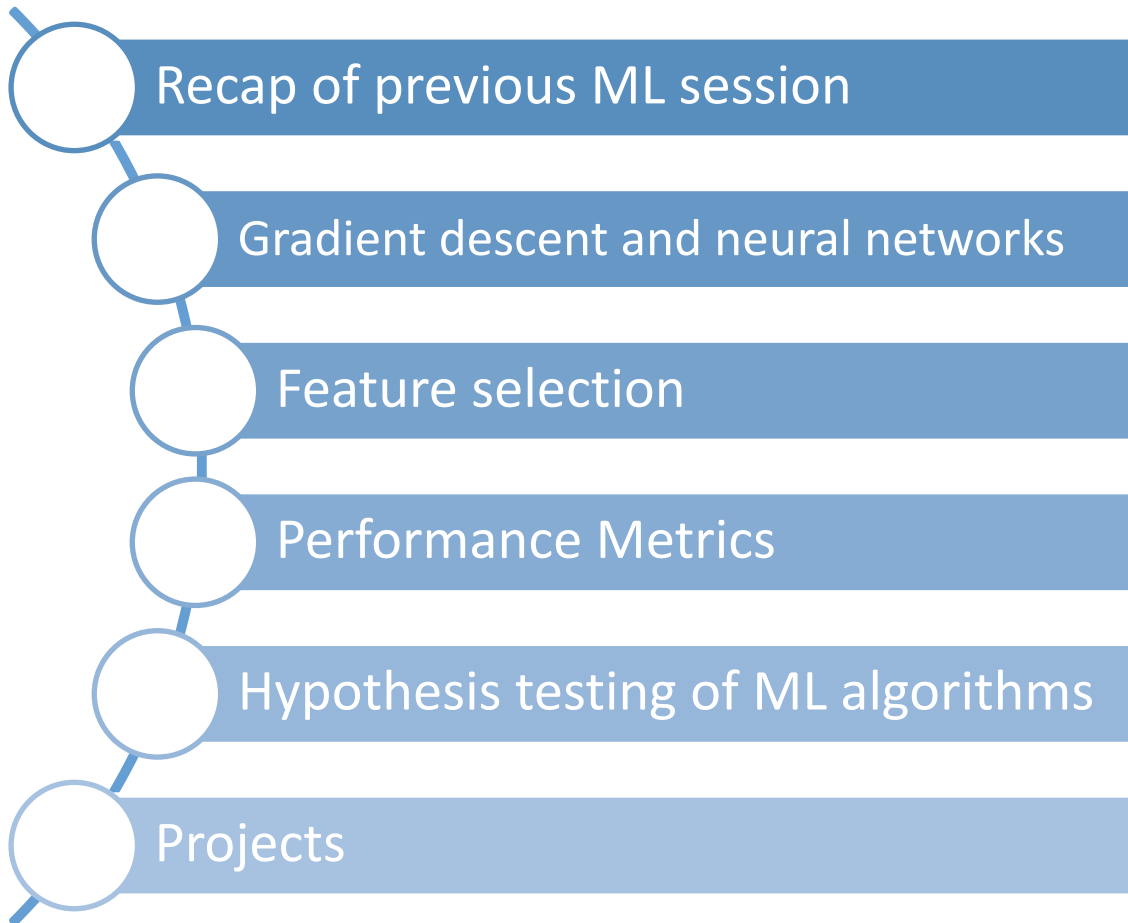 Recap of previous ML session
Gradient descent and neural networks
Feature selection
Performance Metrics
Hypothesis testing of ML algorithms
Projects